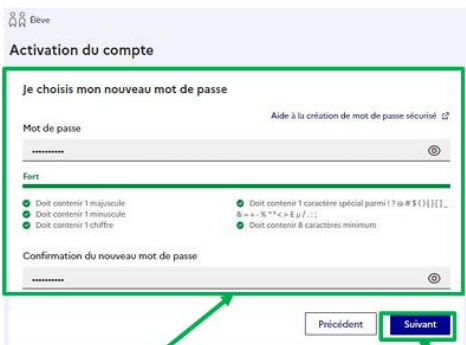 Élève
Activation du compte
Je choisis mon nouveau mot de passe
Aide à la création de mot de passe sécurisé
Mot de passe
••••••••••
Fort
Doit contenir 1 majuscule
Doit contenir 1 minuscule
Doit contenir 1 chiffre
Doit contenir 1 caractère spécial parmi ! ? @ # $ ( ) { } [ ] _
& = + - % * ^ < > £ µ / . : ;
Doit contenir 8 caractères minimum
Confirmation du nouveau mot de passe
••••••••••
Précédent
Suivant